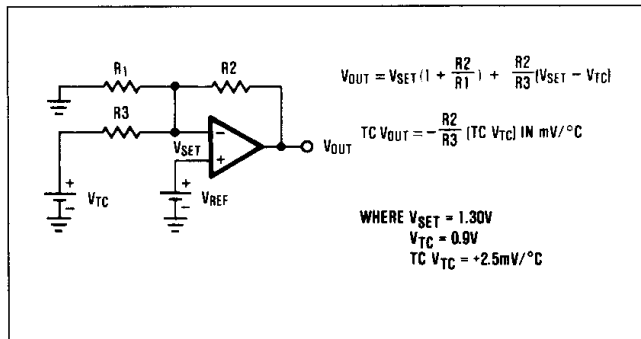 R1
R2
R3
VSET
−
+
VOUT
+
−
VTC
+
−
VREF
VOUT = VSET (1 + R2/R1) + R2/R3 (VSET − VTC)
TC VOUT = − R2/R3 (TC VTC) IN mV/°C
WHERE VSET = 1.30V
VTC = 0.9V
TC VTC = +2.5mV/°C